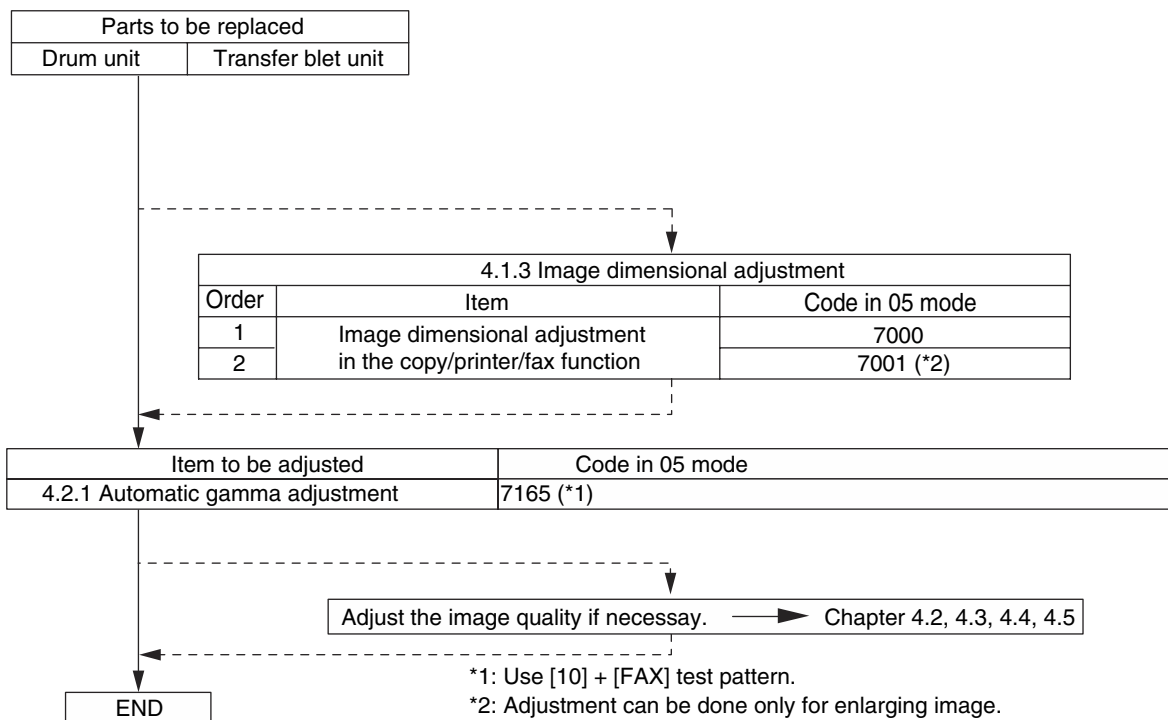 Parts to be replaced
Drum unit Transfer blet unit
4.1.3 Image dimensional adjustment
Order Item Code in 05 mode
1 Image dimensional adjustment 7000
2 in the copy/printer/fax function 7001 (*2)
Item to be adjusted Code in 05 mode
4.2.1 Automatic gamma adjustment 7165 (*1)
Adjust the image quality if necessay. Chapter 4.2, 4.3, 4.4, 4.5
*1: Use [10] + [FAX] test pattern.
*2: Adjustment can be done only for enlarging image.
END